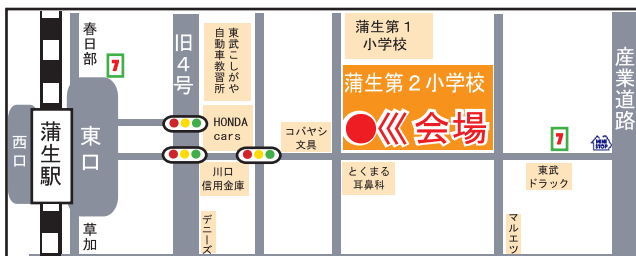 春日部
7
西口
蒲生駅
東口
草加
旧4号
東武こしがや
自動車教習所
HONDA
cars
川口
信用金庫
デニーズ
コバヤシ
文具
蒲生第1
小学校
蒲生第2小学校
会場
とくまる
耳鼻科
7
東武
ドラック
マルエツ
産業道路